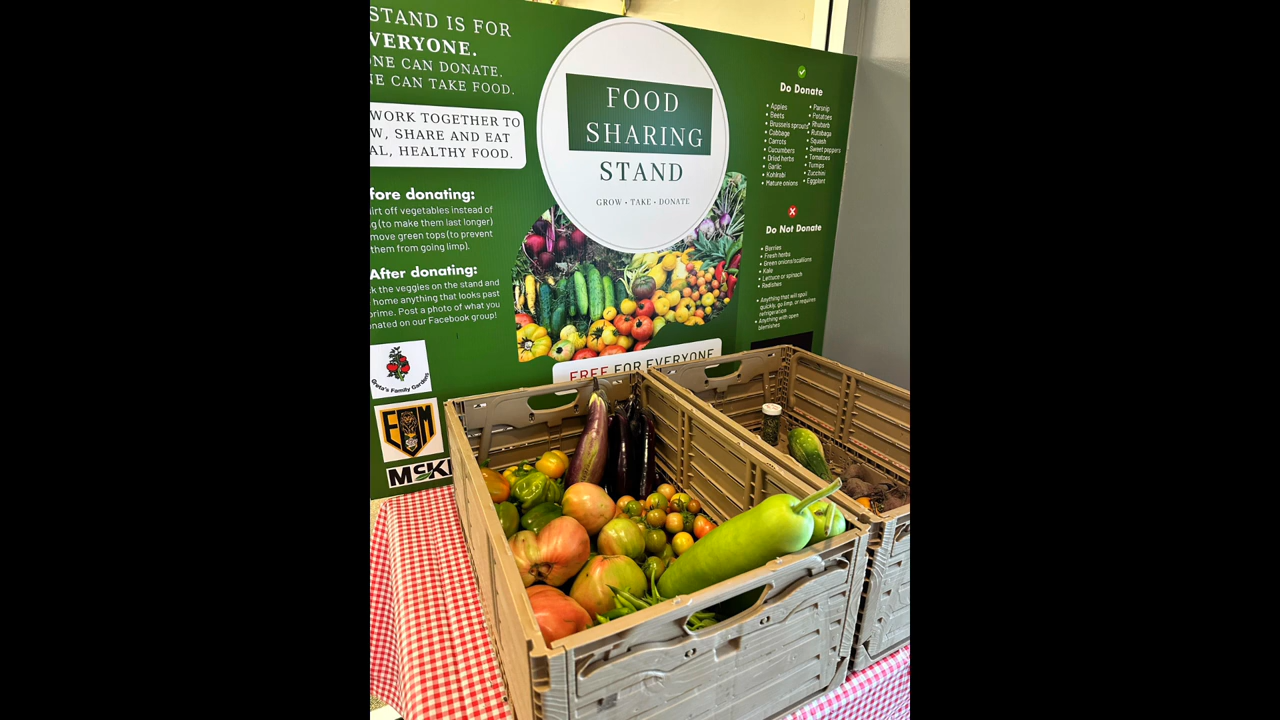 STAND IS FOR
VERYONE.
NE CAN DONATE.
NE CAN TAKE FOOD.
WORK TOGETHER TO
W, SHARE AND EAT
AL, HEALTHY FOOD.
fore donating:
irt off vegetables instead of
g (to make them last longer)
move green tops (to prevent
them from going limp).
After donating:
k the veggies on the stand and
home anything that looks past
prime. Post a photo of what you
onated on our Facebook group!
Greta's Family Gardens
E M
McK
FOOD
SHARING
STAND
GROW • TAKE • DONATE
FREE FOR EVERYONE
Do Donate
• Apples
• Beets
• Brussels sprouts
• Cabbage
• Carrots
• Cucumbers
• Dried herbs
• Garlic
• Kohlrabi
• Mature onions
• Parsnip
• Potatoes
• Rhubarb
• Rutabaga
• Squash
• Sweet peppers
• Tomatoes
• Turnips
• Zucchini
• Eggplant
Do Not Donate
• Berries
• Fresh herbs
• Green onions/scallions
• Kale
• Lettuce or spinach
• Radishes
• Anything that will spoil
quickly, go limp, or requires
refrigeration
• Anything with open
blemishes